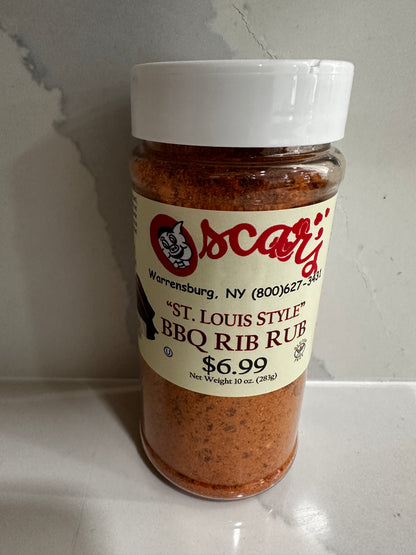 Oscar's
Warrensburg, NY (800)627-3431
"ST. LOUIS STYLE"
BBQ RIB RUB
$6.99
Net Weight 10 oz. (283g)
U